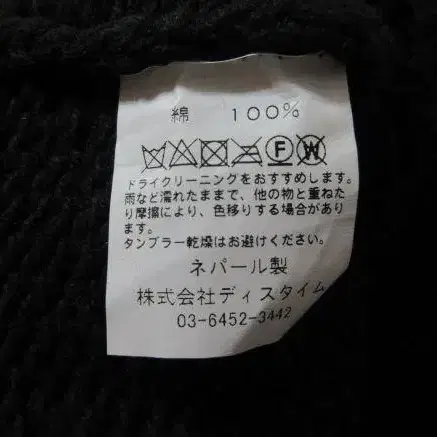 綿 100%
F W
ドライクリーニングをおすすめします。
雨など濡れたままで、他の物と重ねた
り摩擦により、色移りする場合があり
ます。
タンブラー乾燥はお避けください。
ネパール製
株式会社ディスタイム
03-6452-3442